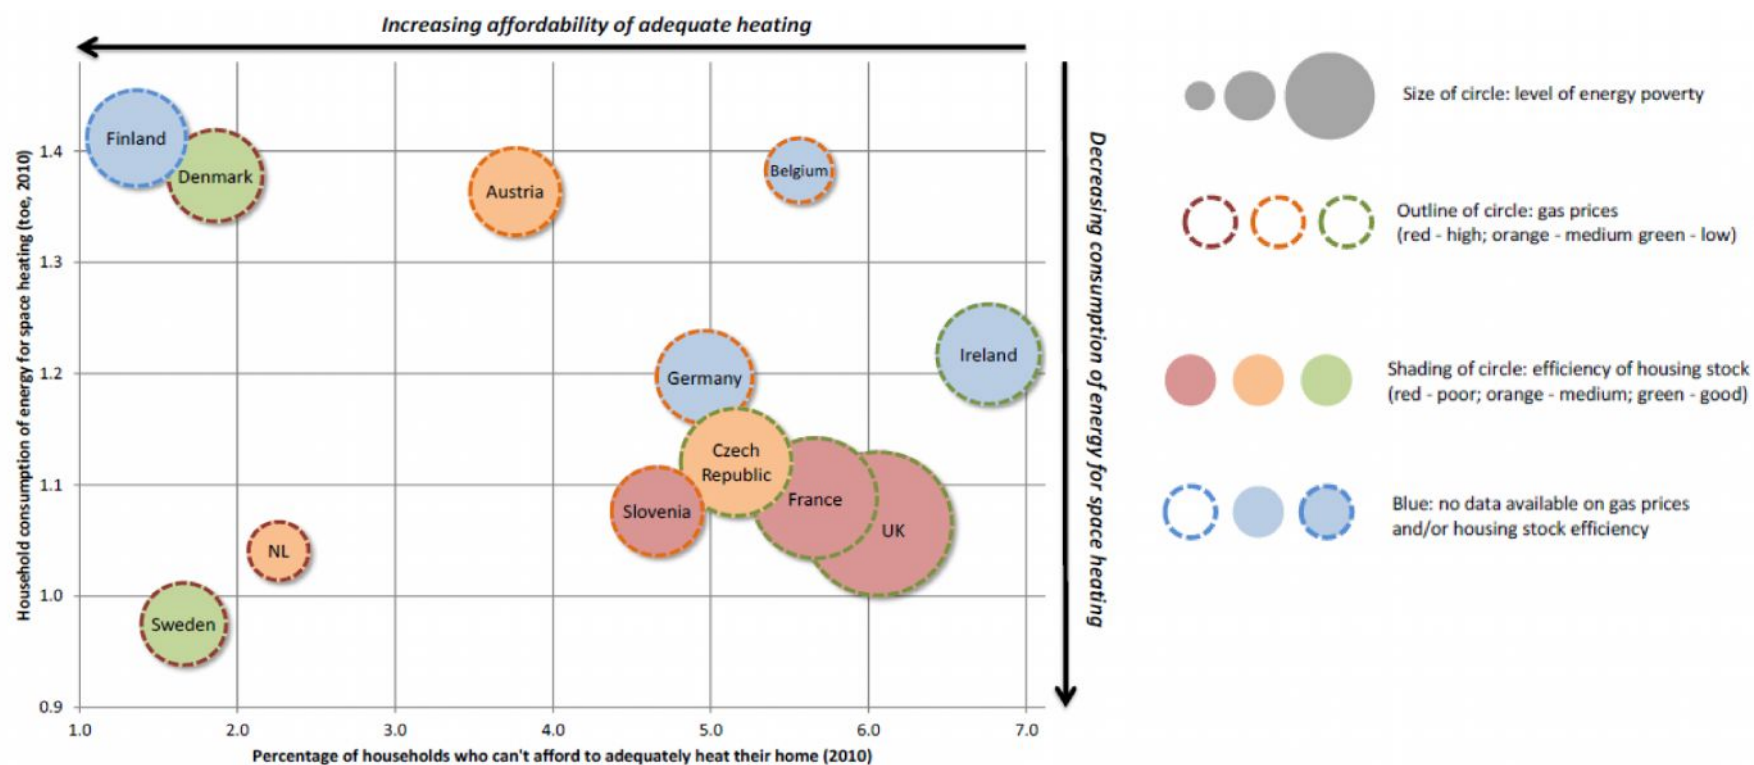 Increasing affordability of adequate heating
Household consumption of energy for space heating (toe, 2010)
1.4
1.3
1.2
1.1
1.0
0.9
Finland
Denmark
Austria
Belgium
Ireland
Germany
Czech
Republic
France
UK
Slovenia
NL
Sweden
1.0 2.0 3.0 4.0 5.0 6.0 7.0
Percentage of households who can't afford to adequately heat their home (2010)
Decreasing consumption of energy for space heating
Size of circle: level of energy poverty
Outline of circle: gas prices
(red - high; orange - medium green - low)
Shading of circle: efficiency of housing stock
(red - poor; orange - medium; green - good)
Blue: no data available on gas prices
and/or housing stock efficiency